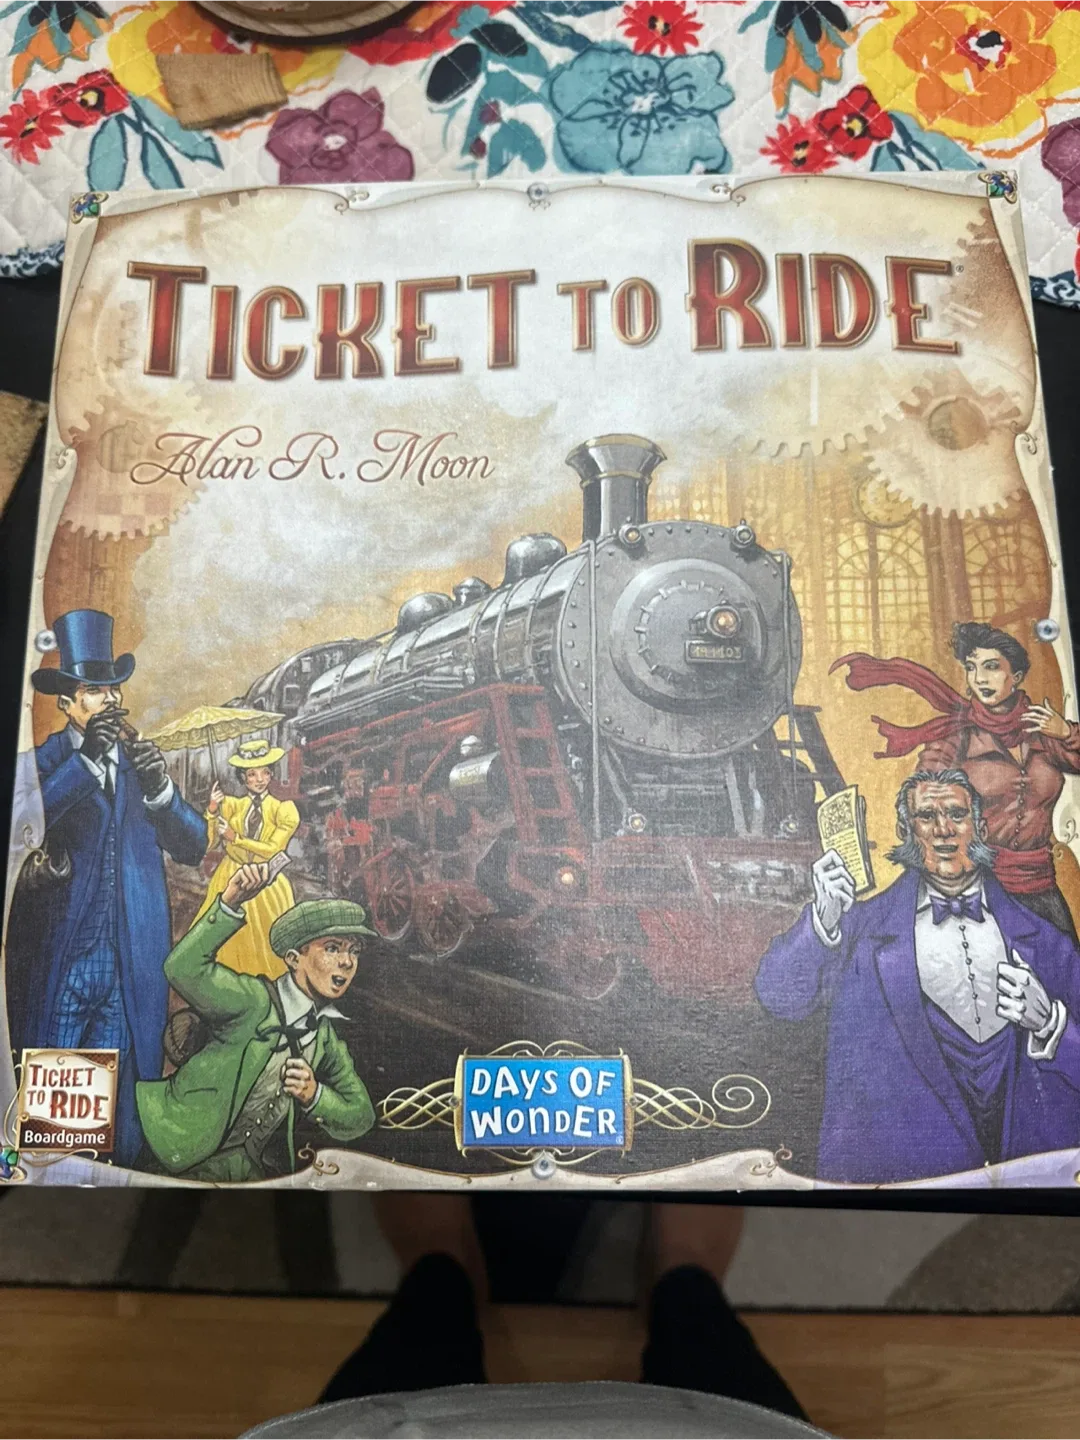 TICKET TO RIDE®
Alan R. Moon
DAYS OF
WONDER
TICKET
TO RIDE
Boardgame